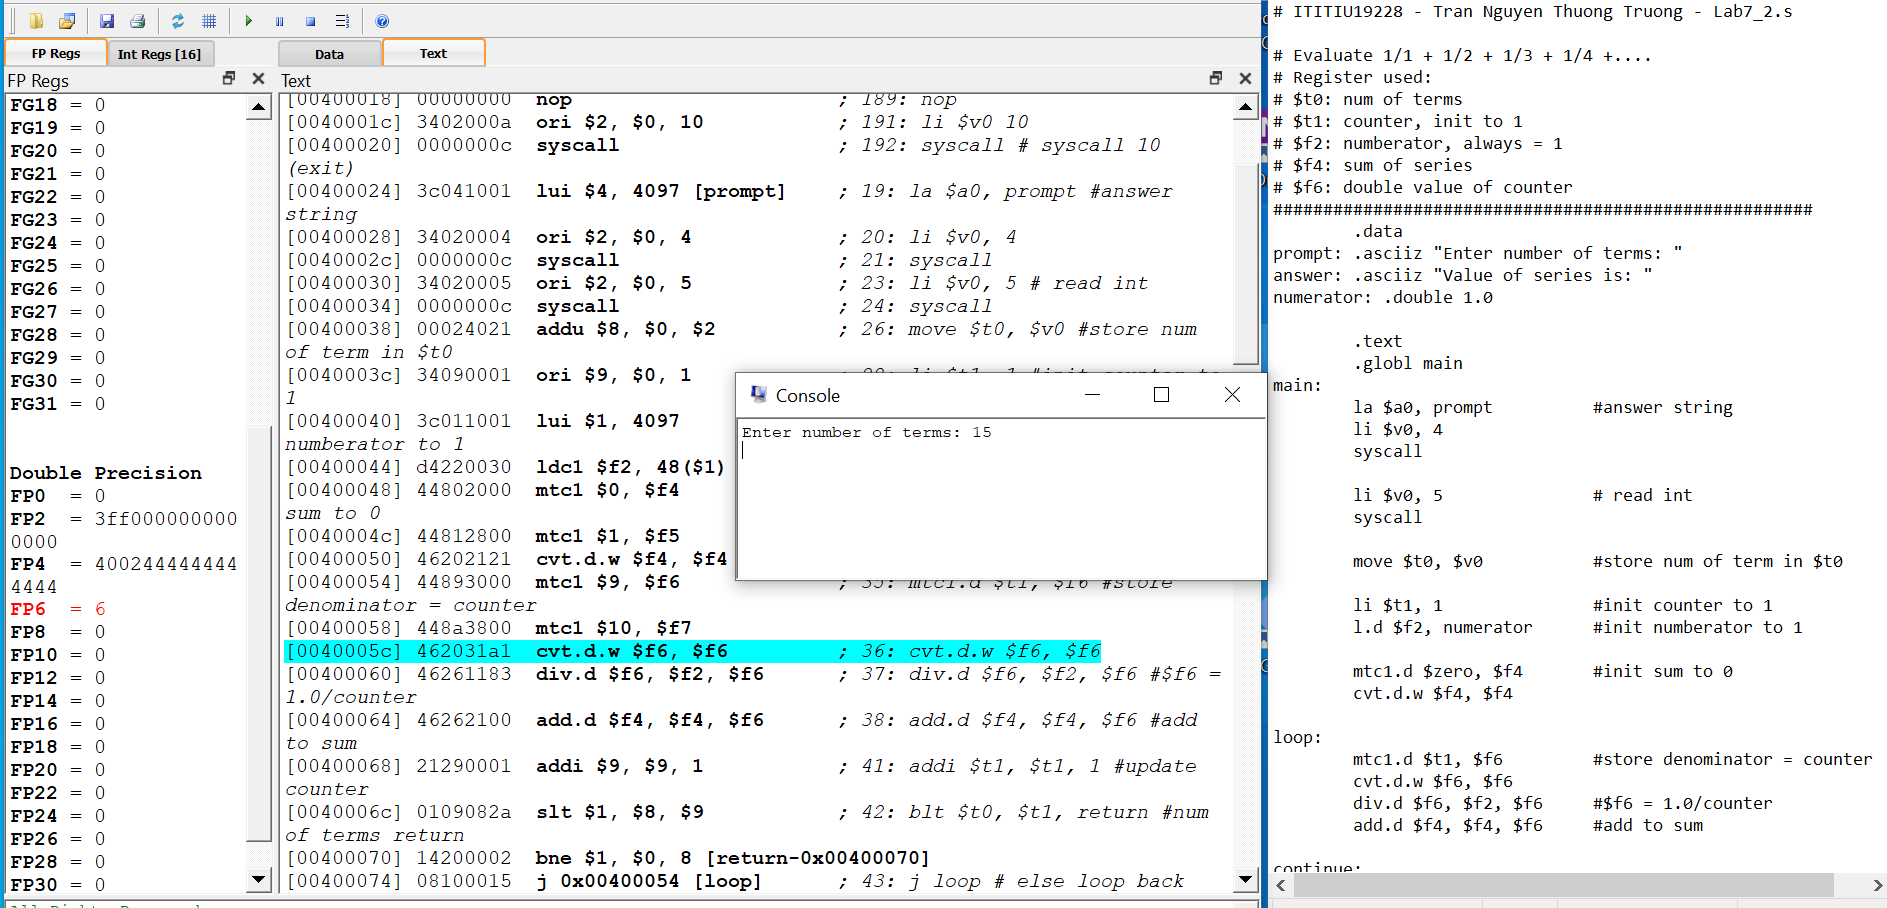 FP Regs
Int Regs [16]
Data
Text
FP Regs
FG18 = 0
FG19 = 0
FG20 = 0
FG21 = 0
FG22 = 0
FG23 = 0
FG24 = 0
FG25 = 0
FG26 = 0
FG27 = 0
FG28 = 0
FG29 = 0
FG30 = 0
FG31 = 0
Double Precision
FP0 = 0
FP2 = 3ff000000000
0000
FP4 = 400244444444
4444
FP6 = 6
FP8 = 0
FP10 = 0
FP12 = 0
FP14 = 0
FP16 = 0
FP18 = 0
FP20 = 0
FP22 = 0
FP24 = 0
FP26 = 0
FP28 = 0
FP30 = 0
Text
[00400018] 00000000 nop ; 189: nop
[0040001c] 3402000a ori $2, $0, 10 ; 191: li $v0 10
[00400020] 0000000c syscall ; 192: syscall # syscall 10
(exit)
[00400024] 3c041001 lui $4, 4097 [prompt] ; 19: la $a0, prompt #answer
string
[00400028] 34020004 ori $2, $0, 4 ; 20: li $v0, 4
[0040002c] 0000000c syscall ; 21: syscall
[00400030] 34020005 ori $2, $0, 5 ; 23: li $v0, 5 # read int
[00400034] 0000000c syscall ; 24: syscall
[00400038] 00024021 addu $8, $0, $2 ; 26: move $t0, $v0 #store num
of term in $t0
[0040003c] 34090001 ori $9, $0, 1
1
[00400040] 3c011001 lui $1, 4097
numberator to 1
[00400044] d4220030 ldc1 $f2, 48($1)
[00400048] 44802000 mtc1 $0, $f4
sum to 0
[0040004c] 44812800 mtc1 $1, $f5
[00400050] 46202121 cvt.d.w $f4, $f4
[00400054] 44893000 mtc1 $9, $f6 ; 35: mtc1.d $t1, $f6 #store
denominator = counter
[00400058] 448a3800 mtc1 $10, $f7
[0040005c] 462031a1 cvt.d.w $f6, $f6 ; 36: cvt.d.w $f6, $f6
[00400060] 46261183 div.d $f6, $f2, $f6 ; 37: div.d $f6, $f2, $f6 #$f6 =
1.0/counter
[00400064] 46262100 add.d $f4, $f4, $f6 ; 38: add.d $f4, $f4, $f6 #add
to sum
[00400068] 21290001 addi $9, $9, 1 ; 41: addi $t1, $t1, 1 #update
counter
[0040006c] 0109082a slt $1, $8, $9 ; 42: blt $t0, $t1, return #num
of terms return
[00400070] 14200002 bne $1, $0, 8 [return-0x00400070]
[00400074] 08100015 j 0x00400054 [loop] ; 43: j loop # else loop back
Console
Enter number of terms: 15
# ITITIU19228 - Tran Nguyen Thuong Truong - Lab7_2.s
# Evaluate 1/1 + 1/2 + 1/3 + 1/4 +....
# Register used:
# $t0: num of terms
# $t1: counter, init to 1
# $f2: numberator, always = 1
# $f4: sum of series
# $f6: double value of counter
######################################################
.data
prompt: .asciiz "Enter number of terms: "
answer: .asciiz "Value of series is: "
numerator: .double 1.0
.text
.globl main
main:
la $a0, prompt #answer string
li $v0, 4
syscall
li $v0, 5 # read int
syscall
move $t0, $v0 #store num of term in $t0
li $t1, 1 #init counter to 1
l.d $f2, numerator #init numberator to 1
mtc1.d $zero, $f4 #init sum to 0
cvt.d.w $f4, $f4
loop:
mtc1.d $t1, $f6 #store denominator = counter
cvt.d.w $f6, $f6
div.d $f6, $f2, $f6 #$f6 = 1.0/counter
add.d $f4, $f4, $f6 #add to sum
continue: